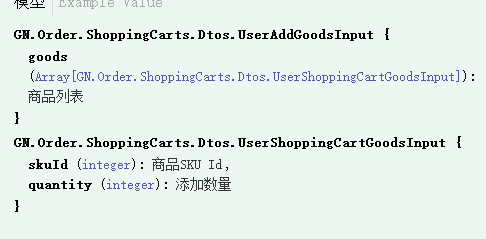 模型 Example Value
GN.Order.ShoppingCarts.Dtos.UserAddGoodsInput {
goods
(Array[GN.Order.ShoppingCarts.Dtos.UserShoppingCartGoodsInput]):
商品列表
}
GN.Order.ShoppingCarts.Dtos.UserShoppingCartGoodsInput {
skuId (integer): 商品SKU Id,
quantity (integer): 添加数量
}